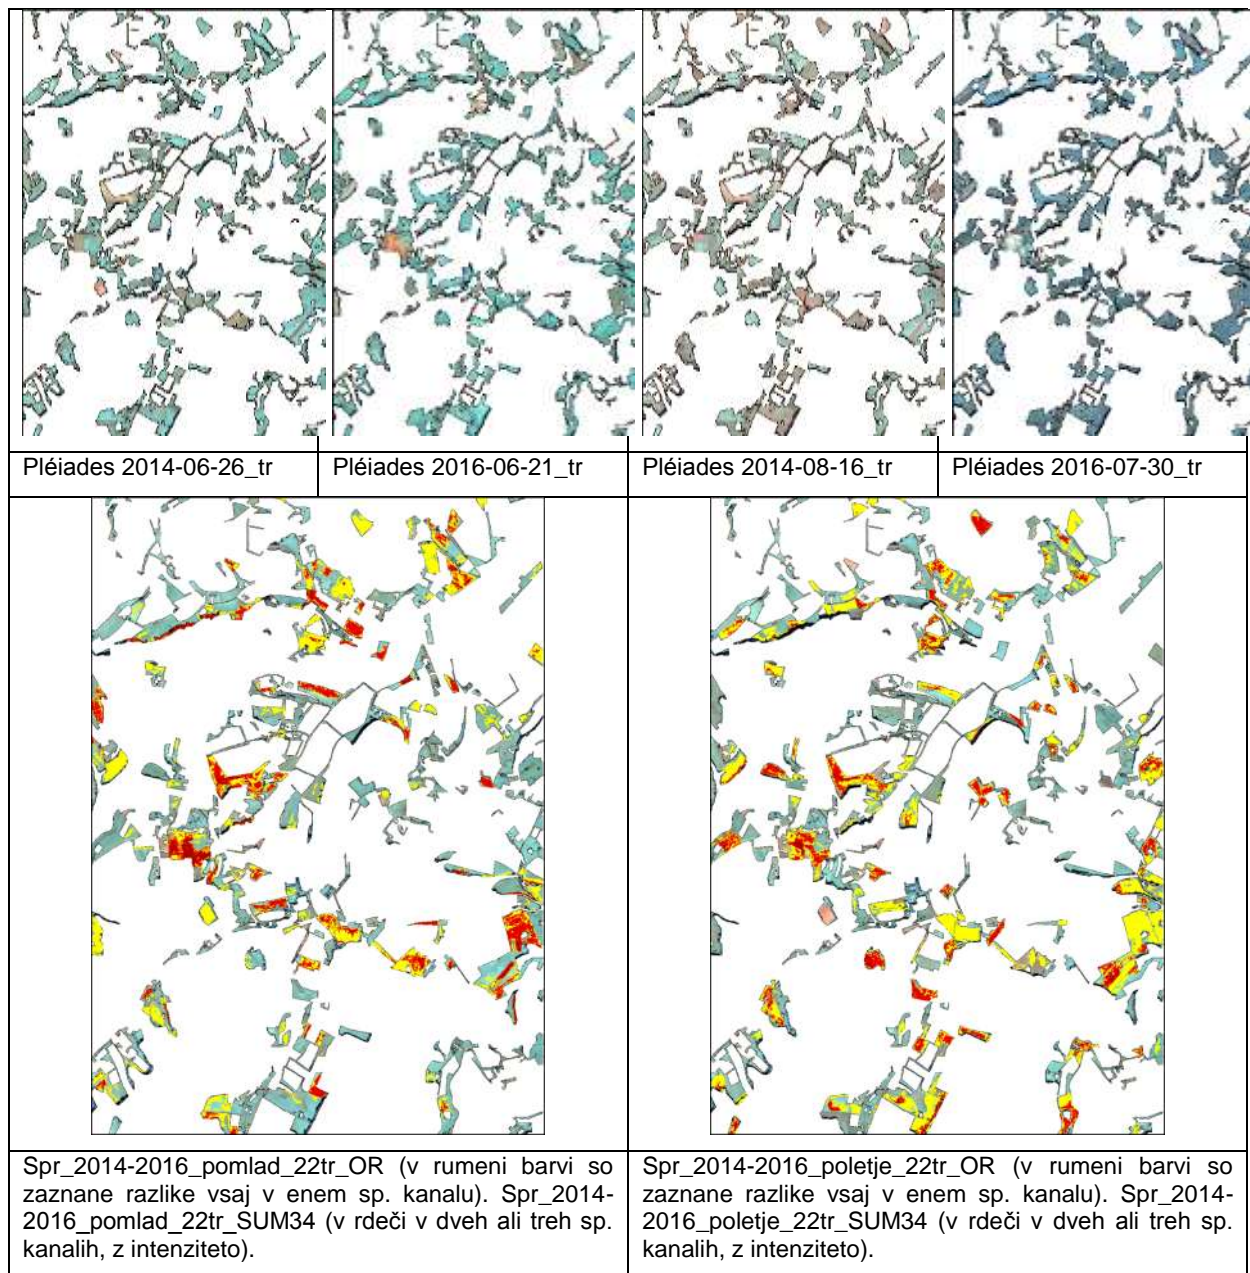 Pléiades 2014-06-26_tr
Pléiades 2016-06-21_tr
Pléiades 2014-08-16_tr
Pléiades 2016-07-30_tr
Spr_2014-2016_pomlad_22tr_OR (v rumeni barvi so
zaznane razlike vsaj v enem sp. kanalu). Spr_2014-
2016_pomlad_22tr_SUM34 (v rdeči v dveh ali treh sp.
kanalih, z intenziteto).
Spr_2014-2016_poletje_22tr_OR (v rumeni barvi so
zaznane razlike vsaj v enem sp. kanalu). Spr_2014-
2016_poletje_22tr_SUM34 (v rdeči v dveh ali treh sp.
kanalih, z intenziteto).